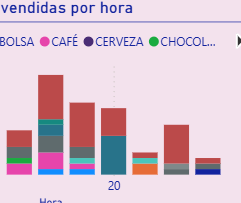 vendidas por hora
BOLSA CAFÉ CERVEZA CHOCOL...
20
Hora